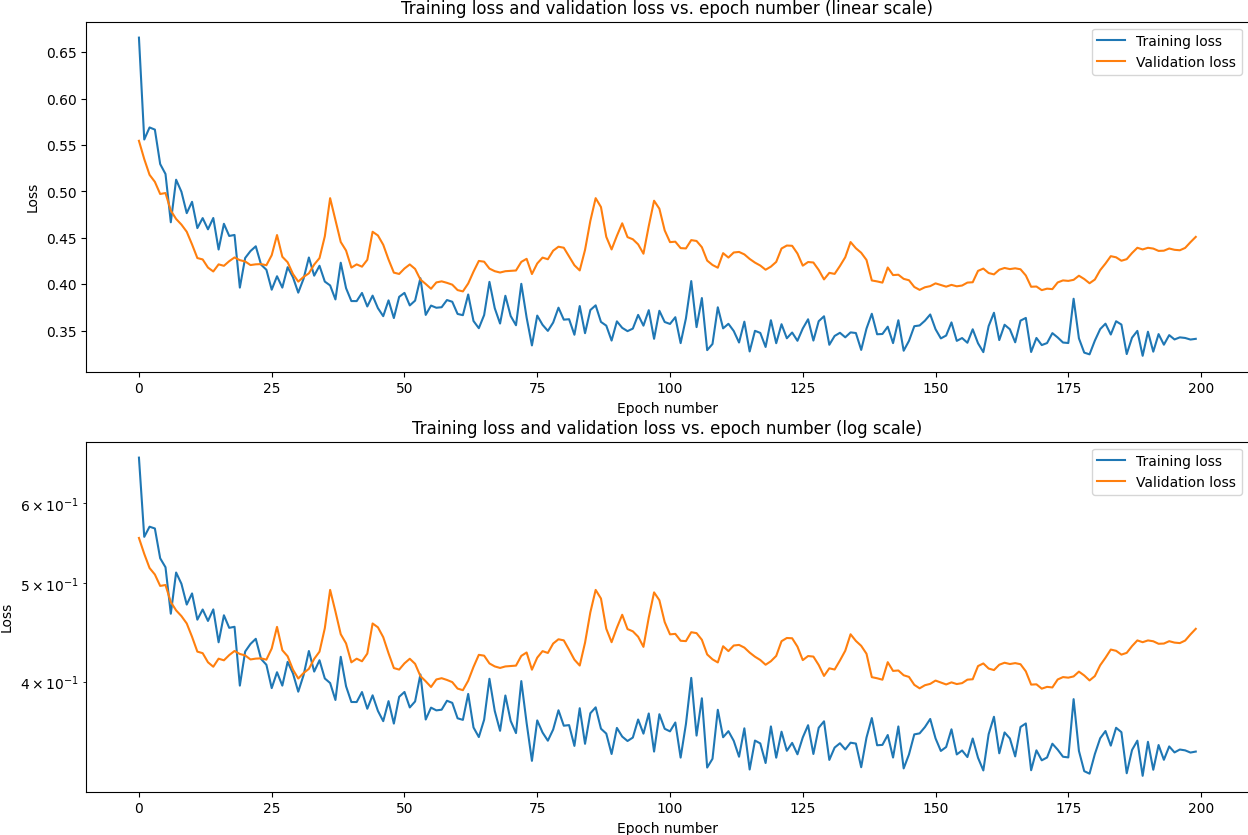 Training loss and validation loss vs. epoch number (linear scale)
Training loss
Validation loss
0.65
0.60
0.55
0.50
0.45
0.40
0.35
Loss
0 25 50 75 100 125 150 175 200
Epoch number
Training loss and validation loss vs. epoch number (log scale)
Training loss
Validation loss
6 × 10⁻¹
5 × 10⁻¹
4 × 10⁻¹
Loss
0 25 50 75 100 125 150 175 200
Epoch number